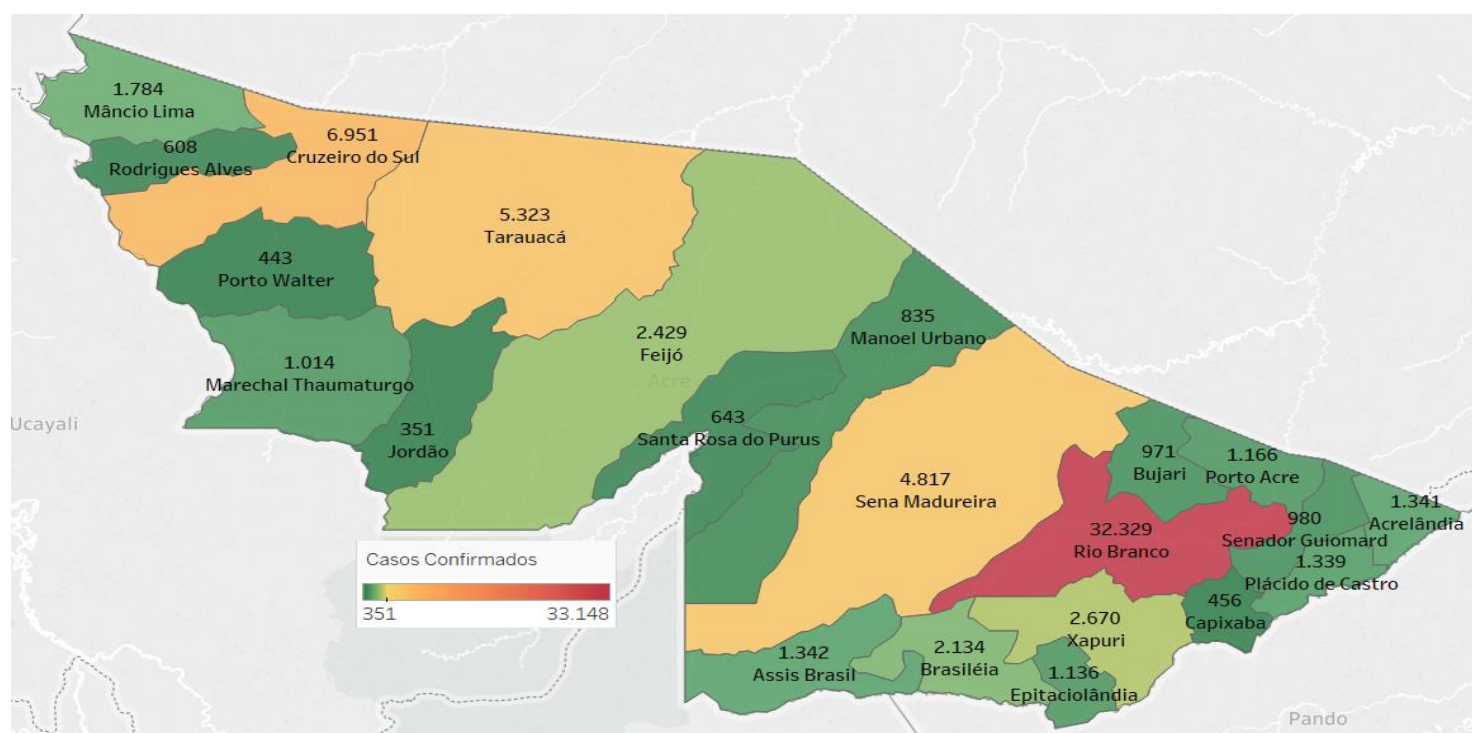 1.784
Mâncio Lima
6.951
Cruzeiro do Sul
608
Rodrigues Alves
5.323
Tarauacá
443
Porto Walter
835
Manoel Urbano
2.429
Feijó
Acre
1.014
Marechal Thaumaturgo
351
Jordão
643
Santa Rosa do Purus
Ucayali
971
Bujari
1.166
Porto Acre
4.817
Sena Madureira
1.341
Acrelândia
32.329
Rio Branco
980
Senador Guiomard
1.339
Plácido de Castro
Casos Confirmados
351 33.148
456
Capixaba
2.670
Xapuri
2.134
Brasiléia
1.342
Assis Brasil
1.136
Epitaciolândia
Pando